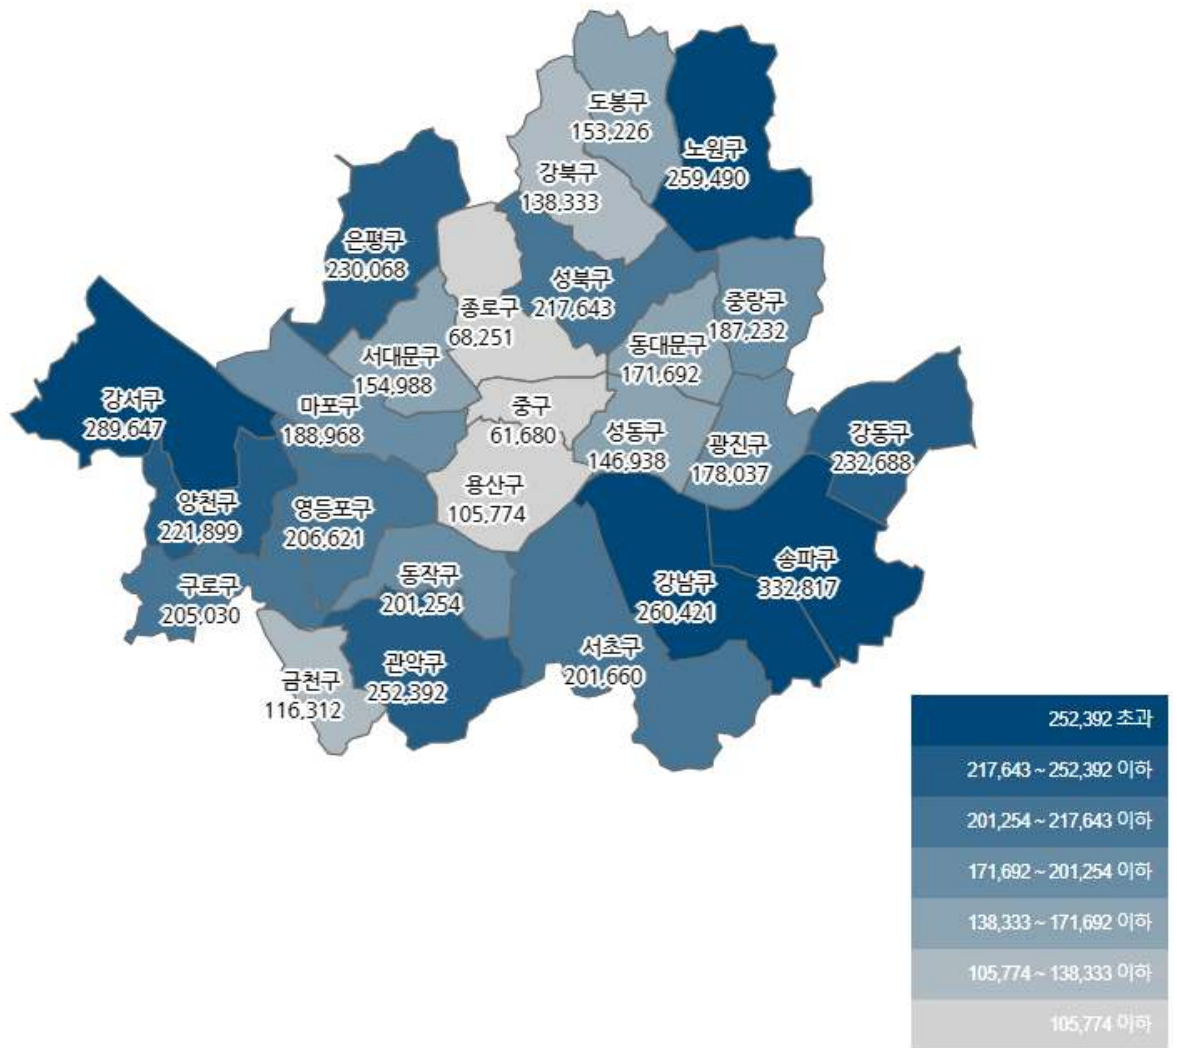 도봉구
153,226
노원구
259,490
강북구
138,333
은평구
230,068
성북구
217,643
종로구
68,251
중랑구
187,232
동대문구
171,692
서대문구
154,988
강서구
289,647
마포구
188,968
중구
61,680
성동구
146,938
광진구
178,037
강동구
232,688
양천구
221,899
영등포구
206,621
용산구
105,774
구로구
205,030
동작구
201,254
강남구
260,421
송파구
332,817
금천구
116,312
관악구
252,392
서초구
201,660
252,392 초과
217,643 ~ 252,392 이하
201,254 ~ 217,643 이하
171,692 ~ 201,254 이하
138,333 ~ 171,692 이하
105,774 ~ 138,333 이하
105,774 이하